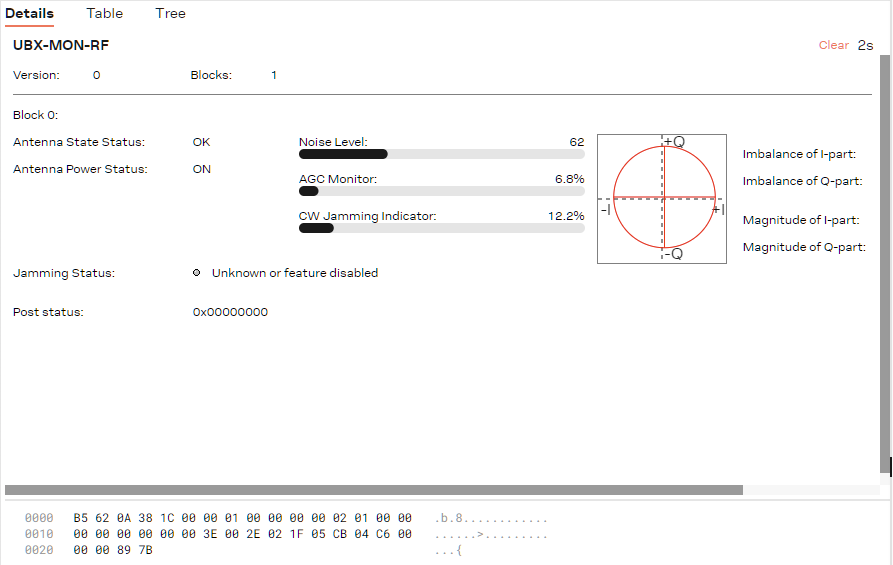 Details Table Tree
UBX-MON-RF Clear 2s
Version: 0 Blocks: 1
Block 0:
Antenna State Status: OK
Antenna Power Status: ON
Noise Level: 62
AGC Monitor: 6.8%
CW Jamming Indicator: 12.2%
+Q
-I +I
-Q
Imbalance of I-part:
Imbalance of Q-part:
Magnitude of I-part:
Magnitude of Q-part:
Jamming Status: Unknown or feature disabled
Post status: 0x00000000
0000 B5 62 0A 38 1C 00 00 01 00 00 00 00 02 01 00 00 .b.8............
0010 00 00 00 00 00 00 3E 00 2E 02 1F 05 CB 04 C6 00 ......>.........
0020 00 00 89 7B ...{